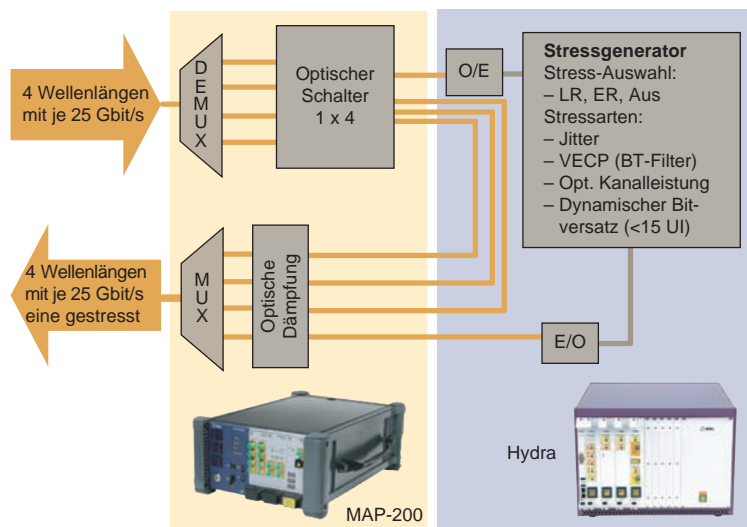 4 Wellenlängen
mit je 25 Gbit/s
DEMUX
Optischer
Schalter
1 x 4
O/E
Stressgenerator
Stress-Auswahl:
– LR, ER, Aus
Stressarten:
– Jitter
– VECP (BT-Filter)
– Opt. Kanalleistung
– Dynamischer Bit-
versatz (<15 UI)
4 Wellenlängen
mit je 25 Gbit/s
eine gestresst
MUX
Optische
Dämpfung
E/O
MAP-200
Hydra